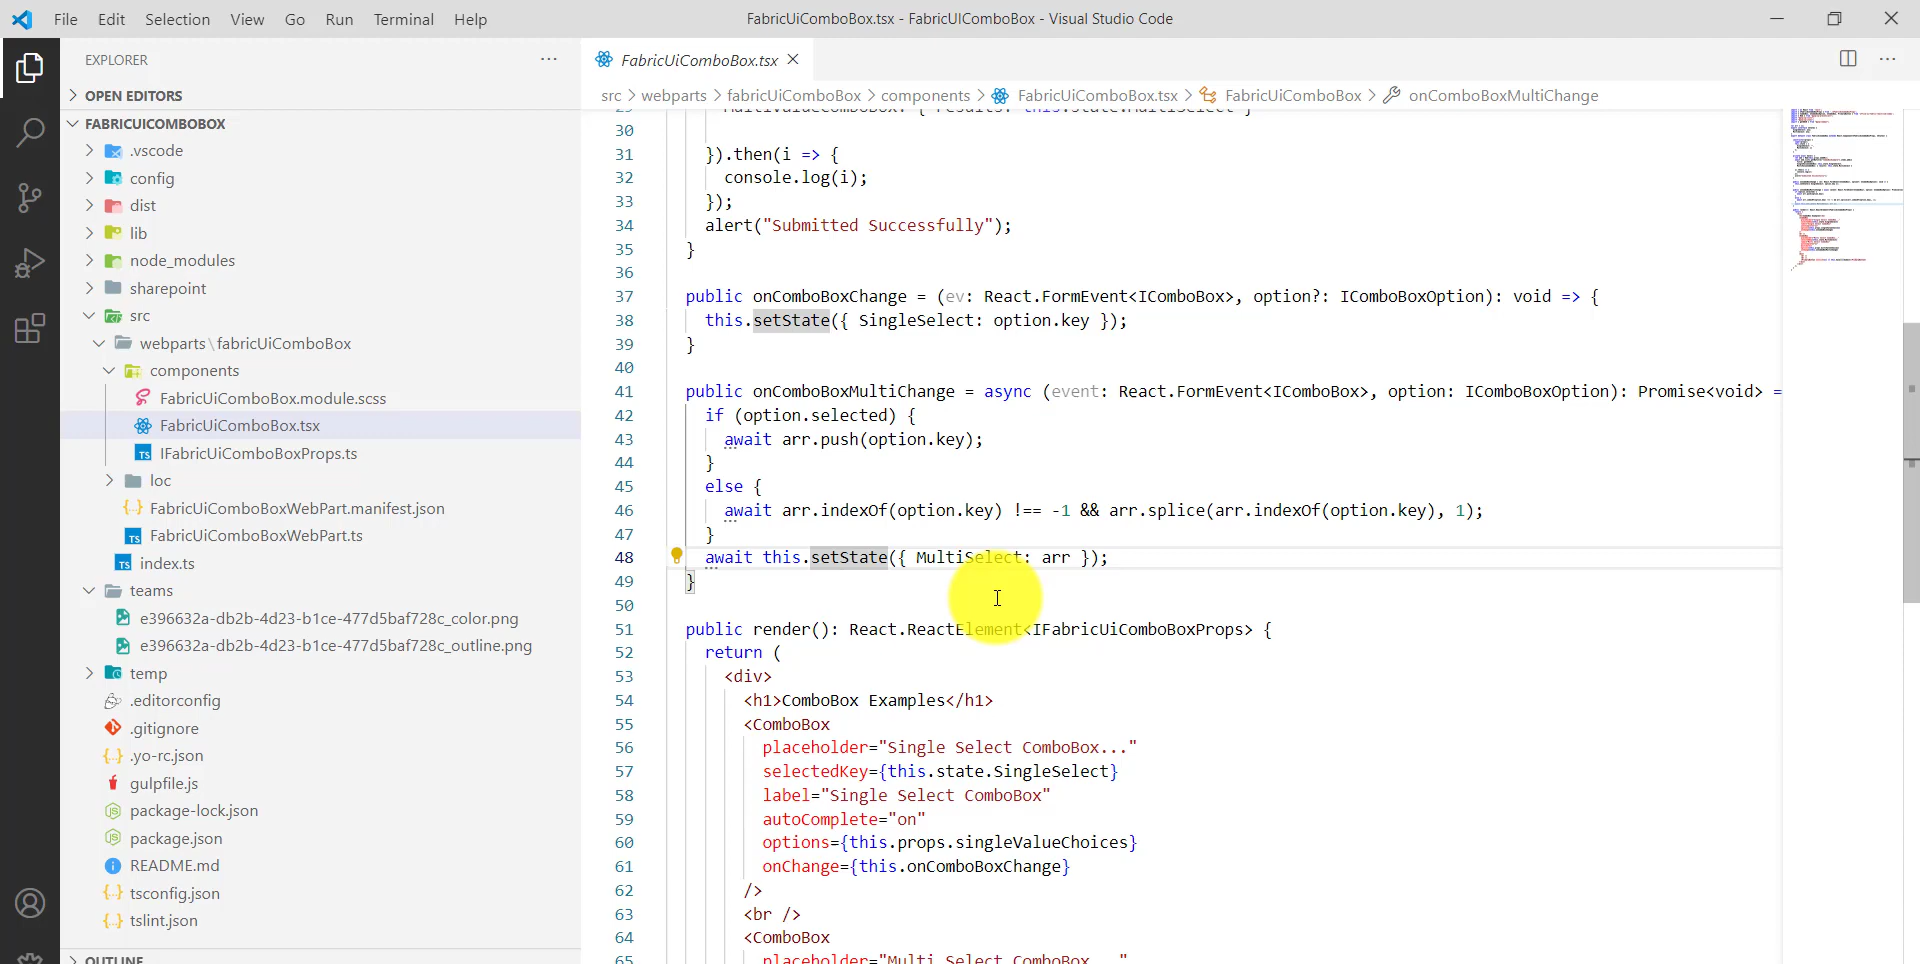 File Edit Selection View Go Run Terminal Help
FabricUiComboBox.tsx - FabricUIComboBox - Visual Studio Code
EXPLORER
OPEN EDITORS
FABRICUICOMBOBOX
.vscode
config
dist
lib
node_modules
sharepoint
src
webparts \ fabricUiComboBox
components
FabricUiComboBox.module.scss
FabricUiComboBox.tsx
IFabricUiComboBoxProps.ts
loc
FabricUiComboBoxWebPart.manifest.json
FabricUiComboBoxWebPart.ts
index.ts
teams
e396632a-db2b-4d23-b1ce-477d5baf728c_color.png
e396632a-db2b-4d23-b1ce-477d5baf728c_outline.png
temp
.editorconfig
.gitignore
.yo-rc.json
gulpfile.js
package-lock.json
package.json
README.md
tsconfig.json
tslint.json
OUTLINE
FabricUiComboBox.tsx
src > webparts > fabricUiComboBox > components > FabricUiComboBox.tsx > FabricUiComboBox > onComboBoxMultiChange
29 MultiValueComboBox: { results: this.state.MultiSelect }
30
31 }).then(i => {
32 console.log(i);
33 });
34 alert("Submitted Successfully");
35 }
36
37 public onComboBoxChange = (ev: React.FormEvent<IComboBox>, option?: IComboBoxOption): void => {
38 this.setState({ SingleSelect: option.key });
39 }
40
41 public onComboBoxMultiChange = async (event: React.FormEvent<IComboBox>, option: IComboBoxOption): Promise<void> =
42 if (option.selected) {
43 await arr.push(option.key);
44 }
45 else {
46 await arr.indexOf(option.key) !== -1 && arr.splice(arr.indexOf(option.key), 1);
47 }
48 await this.setState({ MultiSelect: arr });
49 }
50
51 public render(): React.ReactElement<IFabricUiComboBoxProps> {
52 return (
53 <div>
54 <h1>ComboBox Examples</h1>
55 <ComboBox
56 placeholder="Single Select ComboBox..."
57 selectedKey={this.state.SingleSelect}
58 label="Single Select ComboBox"
59 autoComplete="on"
60 options={this.props.singleValueChoices}
61 onChange={this.onComboBoxChange}
62 />
63 <br />
64 <ComboBox
65 placeholder="Multi Select ComboBox..."